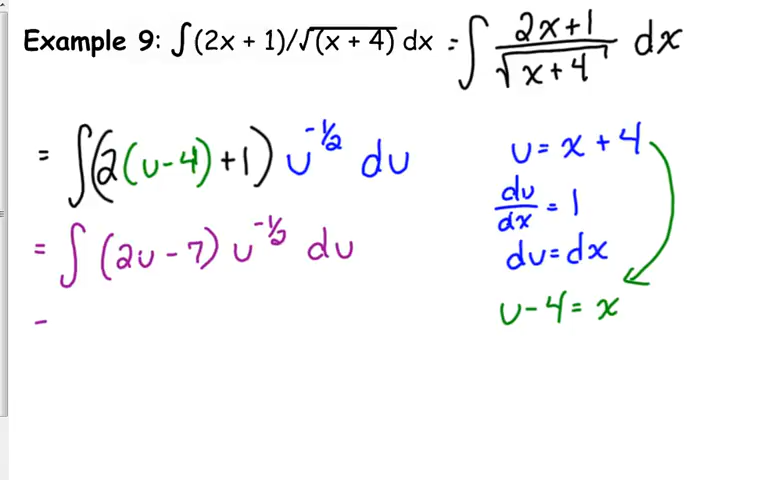 Example 9: ∫(2x + 1)/√(x + 4) dx = ∫ (2x+1)/√(x+4) dx
= ∫(2(u-4)+1) u^(-1/2) du
u = x + 4
du/dx = 1
du = dx
= ∫(2u-7) u^(-1/2) du
u-4 = x
=